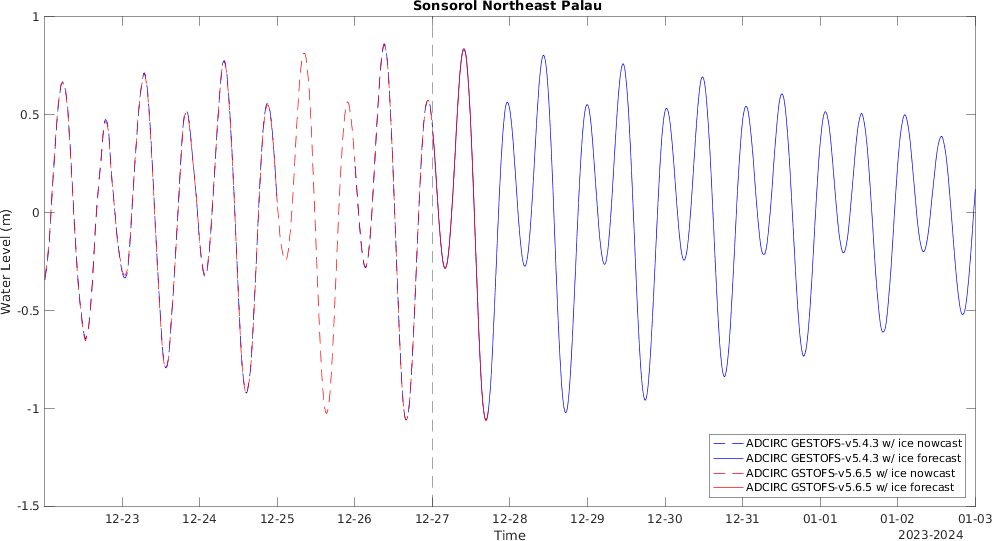 Sonsorol Northeast Palau
1
0.5
0
-0.5
-1
-1.5
Water Level (m)
ADCIRC GESTOFS-v5.4.3 w/ ice nowcast
ADCIRC GESTOFS-v5.4.3 w/ ice forecast
ADCIRC GSTOFS-v5.6.5 w/ ice nowcast
ADCIRC GSTOFS-v5.6.5 w/ ice forecast
12-23 12-24 12-25 12-26 12-27 12-28 12-29 12-30 12-31 01-01 01-02 01-03
Time
2023-2024